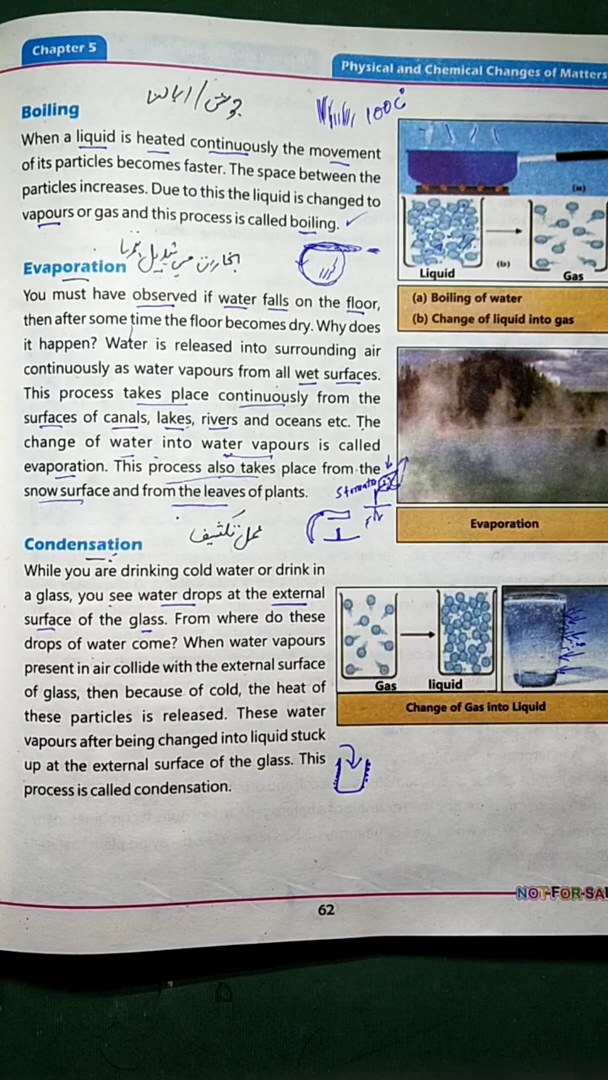 Chapter 5
Physical and Chemical Changes of Matters
Boiling
جوش / ابالنا
Water 100c
When a liquid is heated continuously the movement
of its particles becomes faster. The space between the
particles increases. Due to this the liquid is changed to
vapours or gas and this process is called boiling.
(a)
Liquid
(b)
Gas
(a) Boiling of water
(b) Change of liquid into gas
Evaporation
بخارات میں تبدیل ہونا
You must have observed if water falls on the floor,
then after some time the floor becomes dry. Why does
it happen? Water is released into surrounding air
continuously as water vapours from all wet surfaces.
This process takes place continuously from the
surfaces of canals, lakes, rivers and oceans etc. The
change of water into water vapours is called
evaporation. This process also takes place from the
snow surface and from the leaves of plants.
Stomata
Evaporation
Condensation
عمل تکثیف
While you are drinking cold water or drink in
a glass, you see water drops at the external
surface of the glass. From where do these
drops of water come? When water vapours
present in air collide with the external surface
of glass, then because of cold, the heat of
these particles is released. These water
vapours after being changed into liquid stuck
up at the external surface of the glass. This
process is called condensation.
Gas
liquid
Change of Gas into Liquid
NOT-FOR-SAL
62